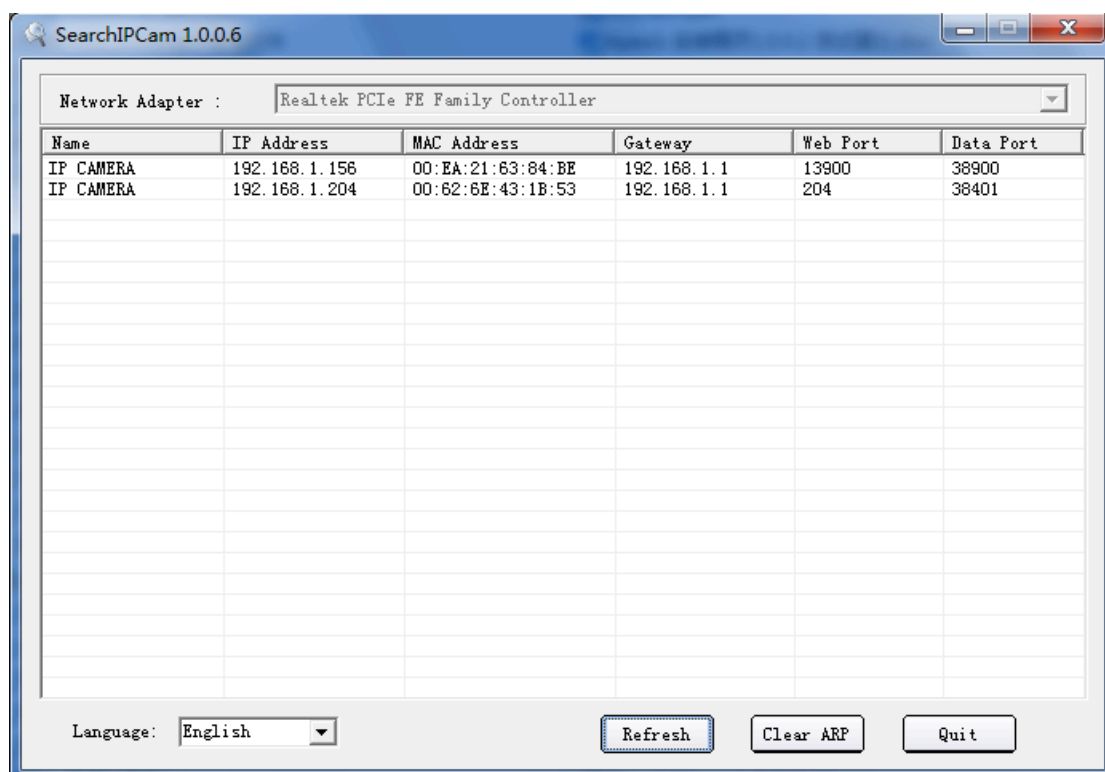 SearchIPCam 1.0.0.6
Network Adapter : Realtek PCIe FE Family Controller
Name IP Address MAC Address Gateway Web Port Data Port
IP CAMERA 192.168.1.156 00:EA:21:63:84:BE 192.168.1.1 13900 38900
IP CAMERA 192.168.1.204 00:62:6E:43:1B:53 192.168.1.1 204 38401
Language: English Refresh Clear ARP Quit